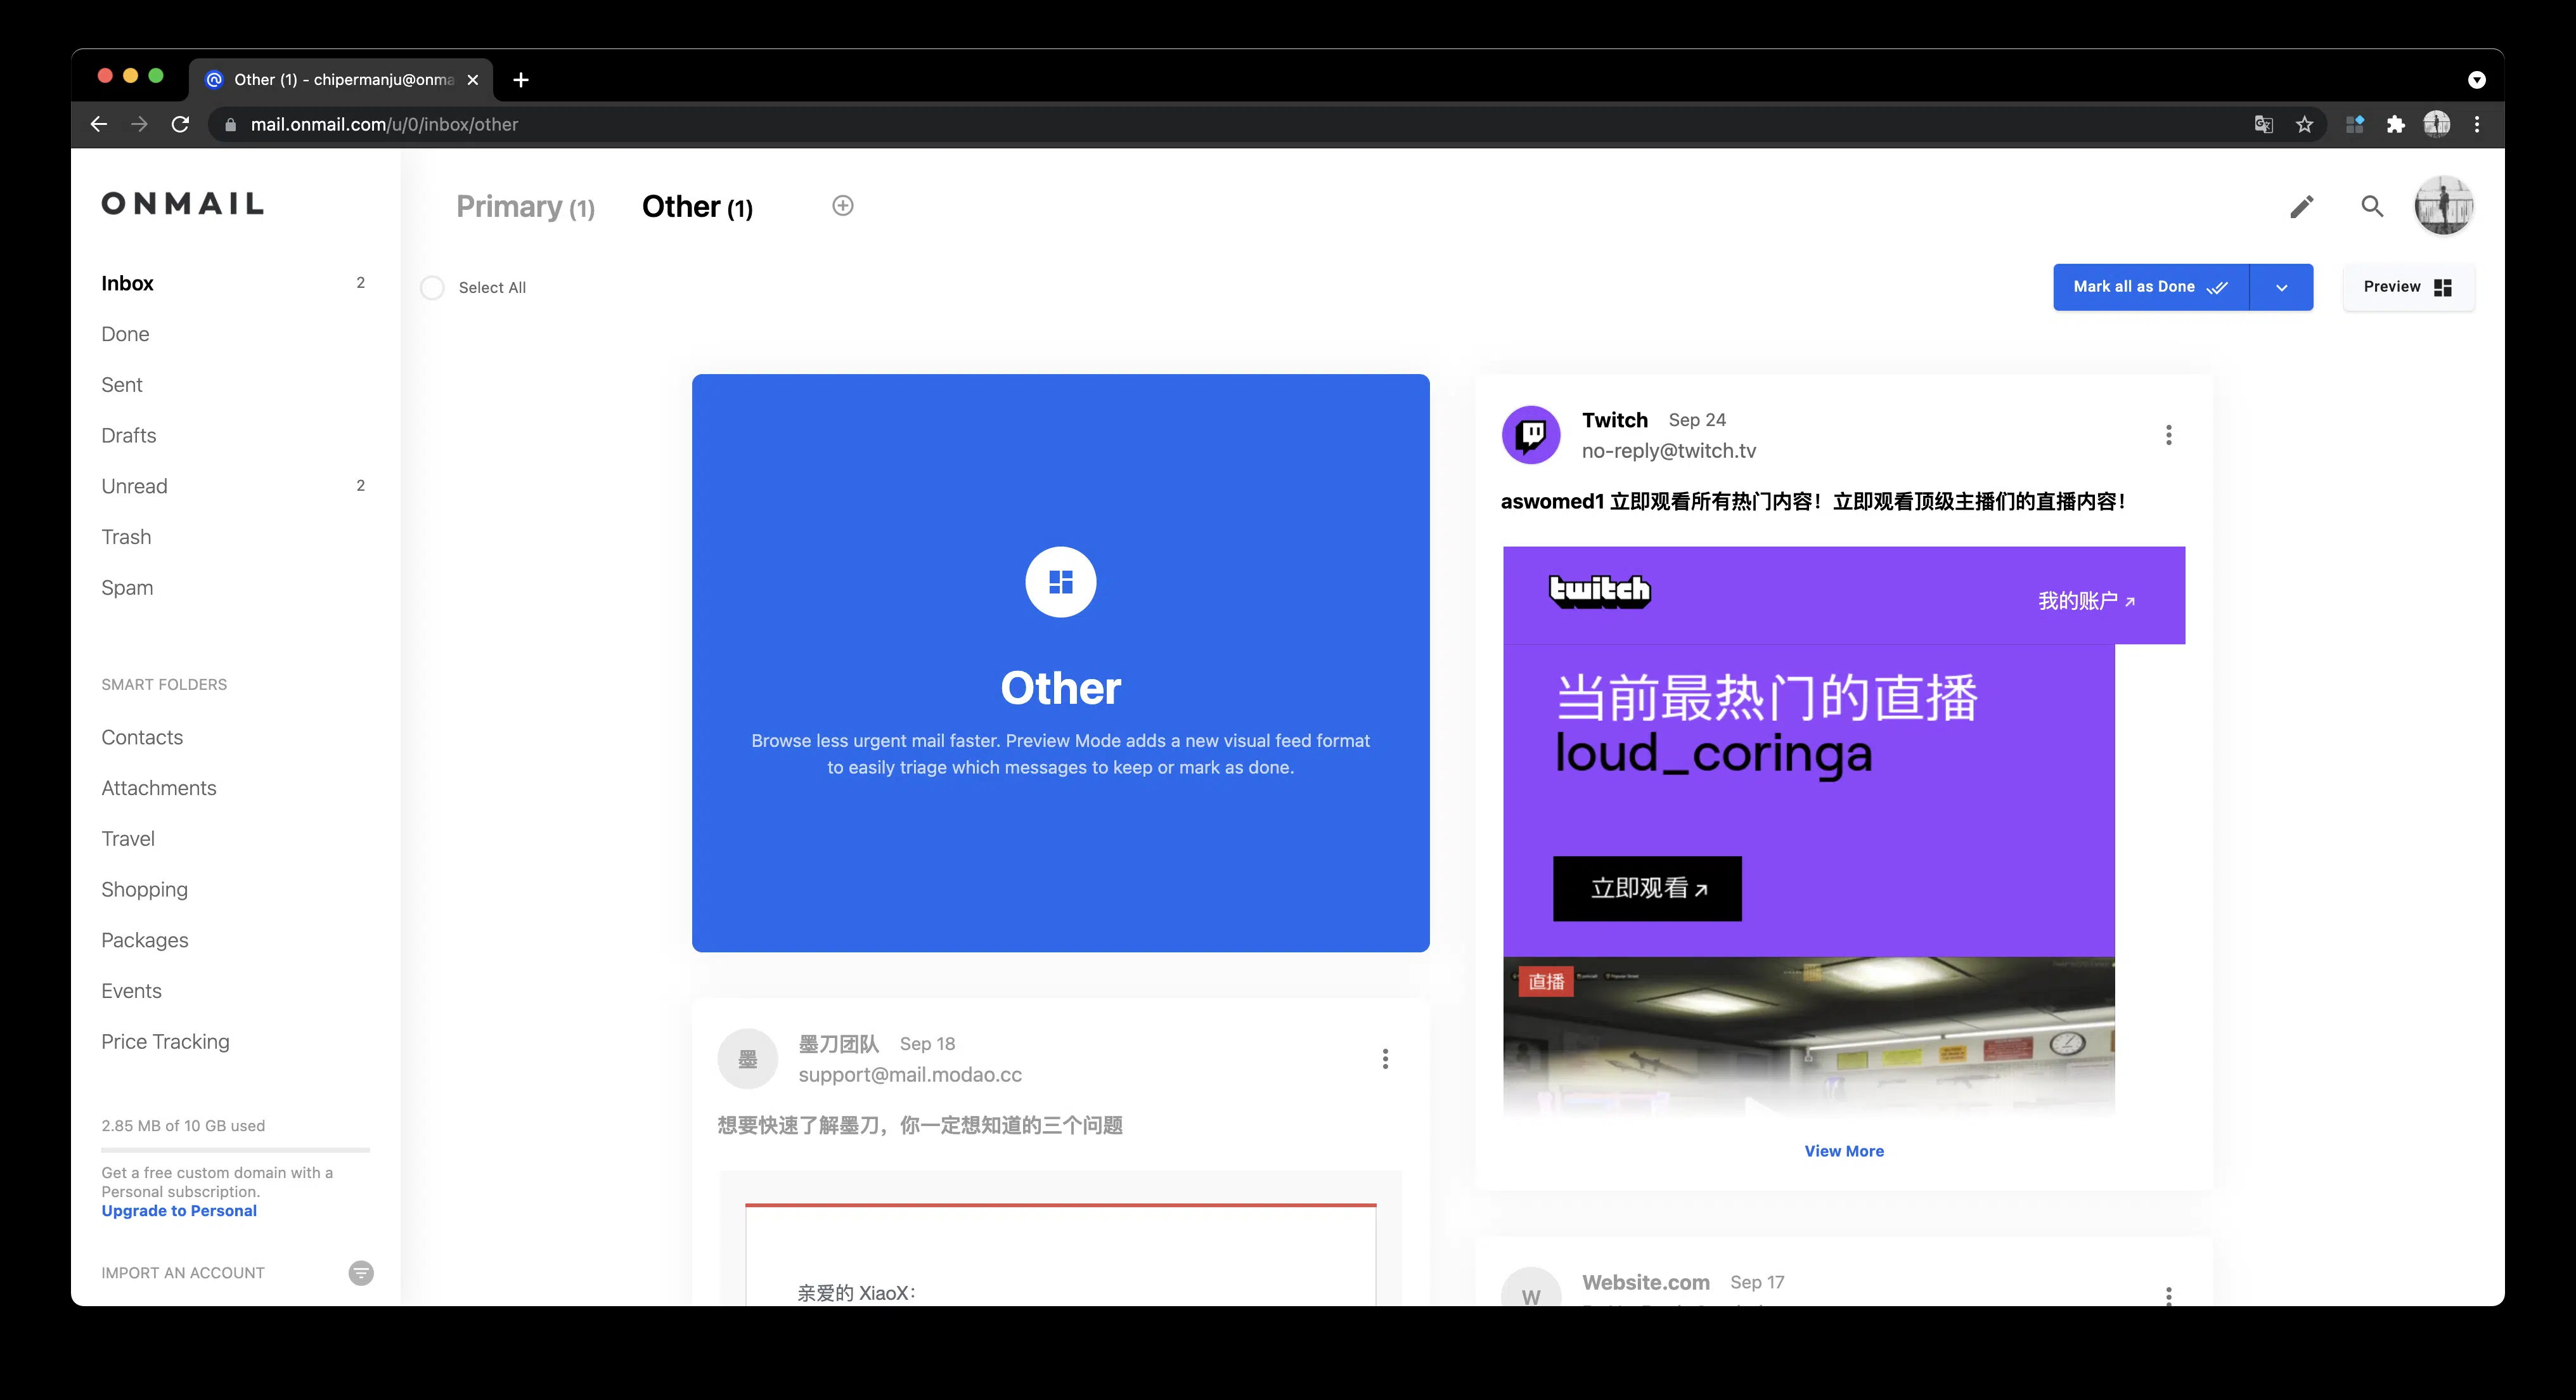 Other (1) - chipermanju@onma
mail.onmail.com/u/0/inbox/other
ONMAIL
Primary (1)
Other (1)
Inbox 2
Done
Sent
Drafts
Unread 2
Trash
Spam
SMART FOLDERS
Contacts
Attachments
Travel
Shopping
Packages
Events
Price Tracking
2.85 MB of 10 GB used
Get a free custom domain with a
Personal subscription.
Upgrade to Personal
IMPORT AN ACCOUNT
Select All
Mark all as Done
Preview
Other
Browse less urgent mail faster. Preview Mode adds a new visual feed format
to easily triage which messages to keep or mark as done.
墨
墨刀团队 Sep 18
support@mail.modao.cc
想要快速了解墨刀，你一定想知道的三个问题
亲爱的 XiaoX：
Twitch Sep 24
no-reply@twitch.tv
aswomed1 立即观看所有热门内容！立即观看顶级主播们的直播内容！
twitch
我的账户
当前最热门的直播
loud_coringa
立即观看
直播
View More
W
Website.com Sep 17